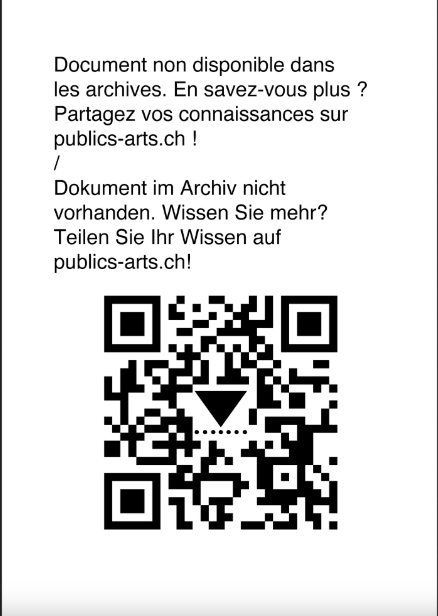 Document non disponible dans
les archives. En savez-vous plus ?
Partagez vos connaissances sur
publics-arts.ch !
/
Dokument im Archiv nicht
vorhanden. Wissen Sie mehr?
Teilen Sie Ihr Wissen auf
publics-arts.ch!